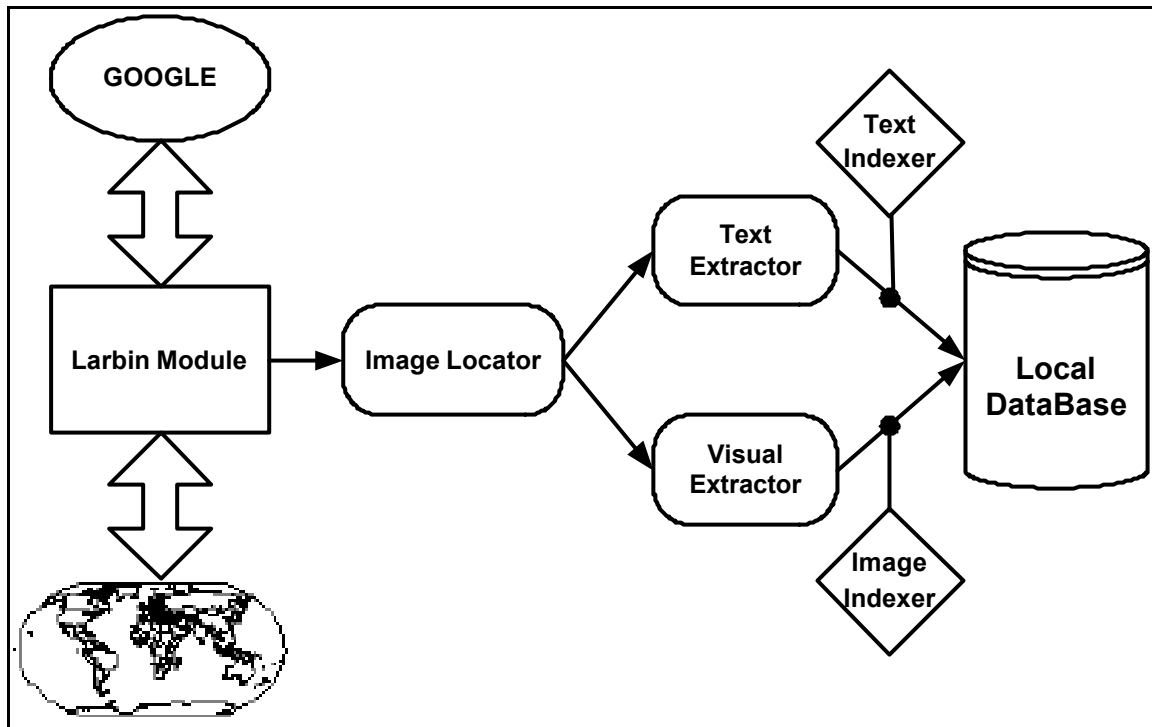 GOOGLE
Larbin Module
Image Locator
Text
Extractor
Visual
Extractor
Text
Indexer
Image
Indexer
Local
DataBase